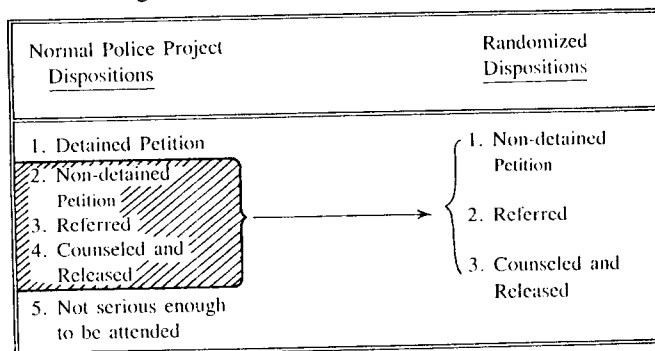 Normal Police Project
Dispositions
Randomized
Dispositions
1. Detained Petition
2. Non-detained
Petition
3. Referred
4. Counseled and
Released
5. Not serious enough
to be attended
1. Non-detained
Petition
2. Referred
3. Counseled and
Released